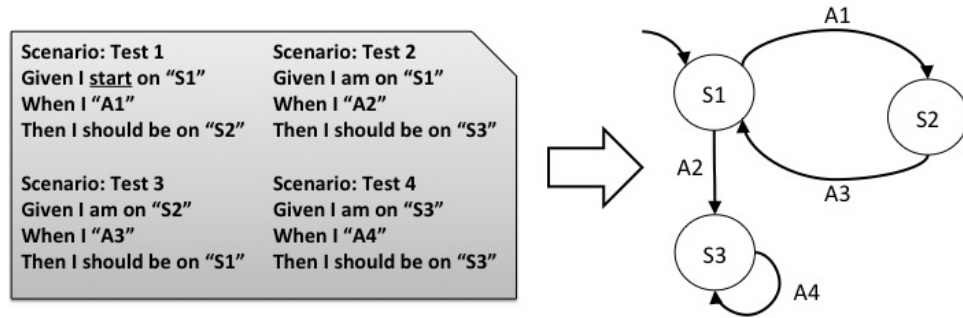 Scenario: Test 1
Given I start on “S1”
When I “A1”
Then I should be on “S2”
Scenario: Test 2
Given I am on “S1”
When I “A2”
Then I should be on “S3”
Scenario: Test 3
Given I am on “S2”
When I “A3”
Then I should be on “S1”
Scenario: Test 4
Given I am on “S3”
When I “A4”
Then I should be on “S3”
A1
S1
S2
A2
A3
S3
A4